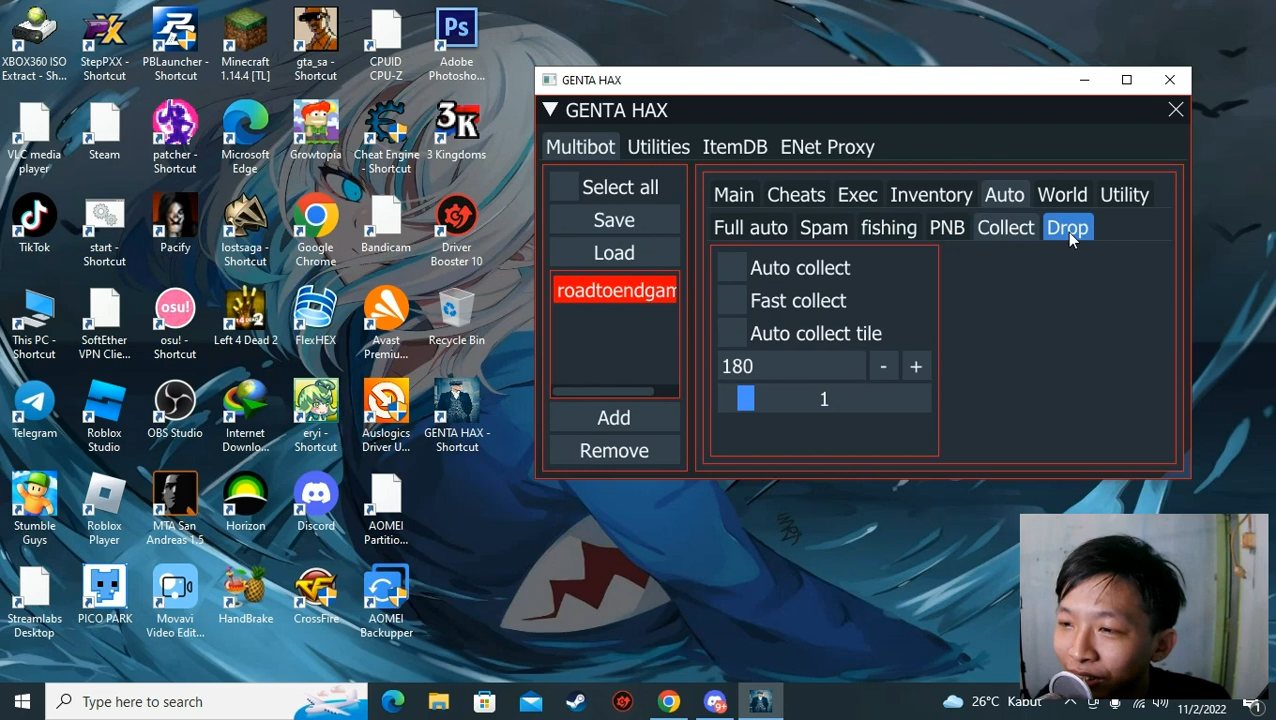 XBOX360 ISO
Extract - Sh...
StepPXX -
Shortcut
PBLauncher -
Shortcut
Minecraft
1.14.4 [TL]
gta_sa -
Shortcut
CPUID
CPU-Z
Ps
Adobe
Photosho...
VLC media
player
Steam
patcher -
Shortcut
Microsoft
Edge
Growtopia
Cheat Engine
- Shortcut
3K
3 Kingdoms
TikTok
start -
Shortcut
Pacify
lostsaga -
Shortcut
Google
Chrome
Bandicam
Driver
Booster 10
This PC -
Shortcut
SoftEther
VPN Clie...
osu!
osu! -
Shortcut
Left 4 Dead 2
FlexHEX
Avast
Premiu...
Recycle Bin
Telegram
Roblox
Studio
OBS Studio
Internet
Downlo...
eryi -
Shortcut
Auslogics
Driver U...
GENTA HAX -
Shortcut
Stumble
Guys
Roblox
Player
MTA San
Andreas 1.5
Horizon
Discord
AOMEI
Partitio...
Streamlabs
Desktop
PICO PARK
Movavi
Video Edit...
HandBrake
CrossFire
AOMEI
Backupper
GENTA HAX
GENTA HAX
Multibot Utilities ItemDB ENet Proxy
Select all
Save
Load
roadtoendgam
Add
Remove
Main Cheats Exec Inventory Auto World Utility
Full auto Spam fishing PNB Collect Drop
Auto collect
Fast collect
Auto collect tile
180 - +
1
Type here to search
9+
26°C Kabut
11/2/2022
1